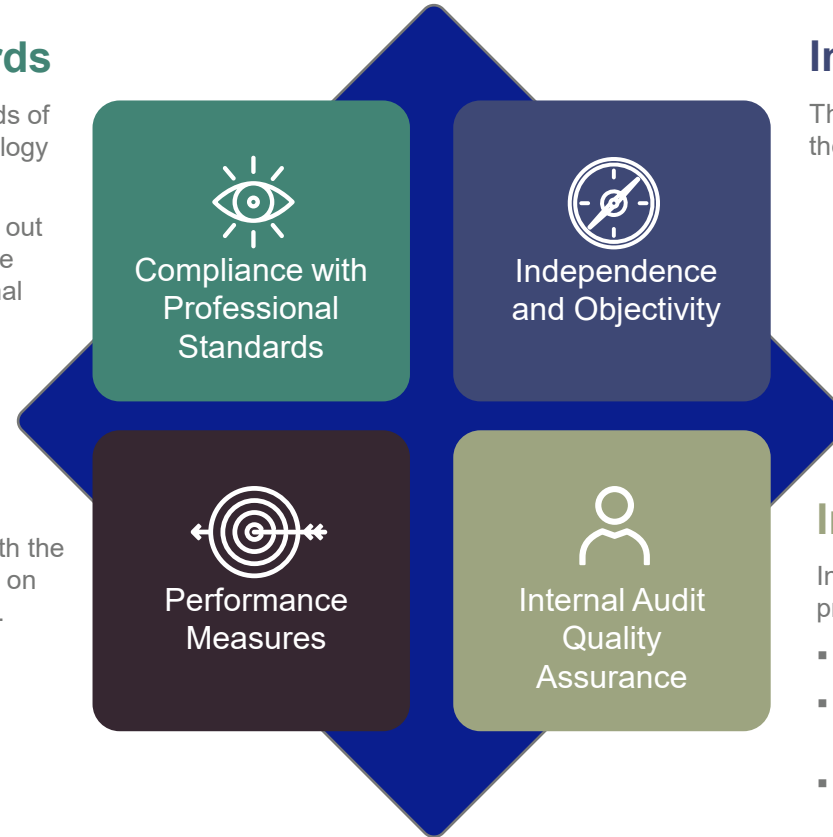 rds
ds of
logy
out
e
nal
Compliance with
Professional
Standards
Independence
and Objectivity
In
Th
the
th the
on
.
Performance
Measures
Internal Audit
Quality
Assurance
In
In
pr
▪
▪
▪